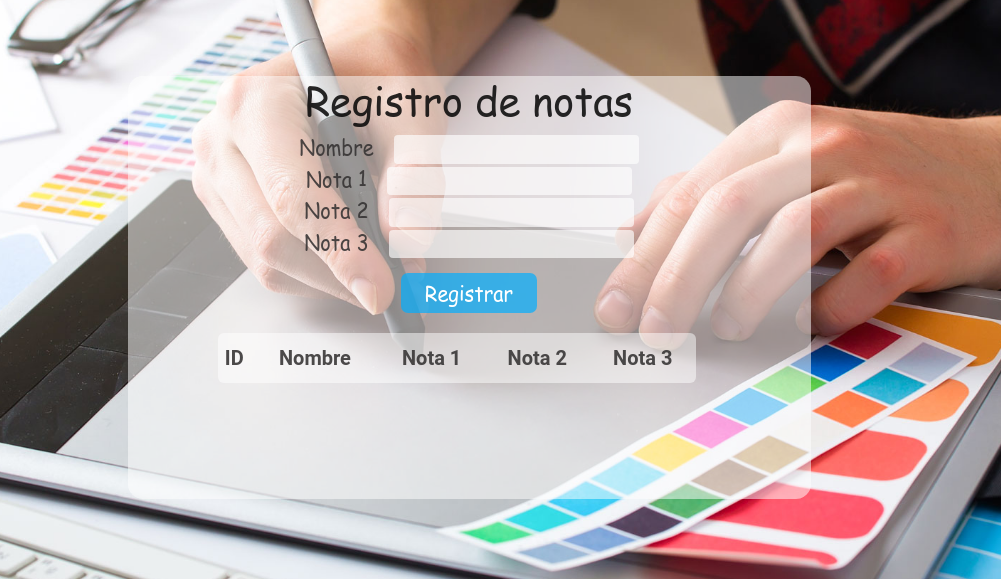 Registro de notas
Nombre
Nota 1
Nota 2
Nota 3
Registrar
ID Nombre Nota 1 Nota 2 Nota 3